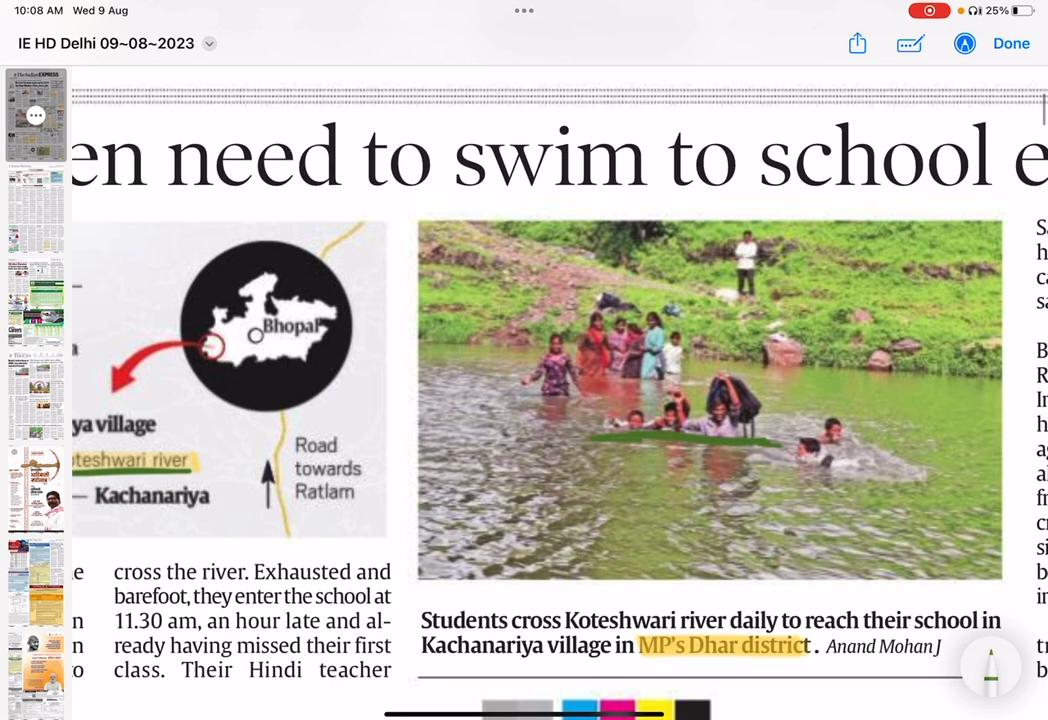 10:08 AM Wed 9 Aug
25%
IE HD Delhi 09~08~2023
Done
en need to swim to school e
Bhopal
ya village
oteshwari river
Kachanariya
Road
towards
Ratlam
cross the river. Exhausted and
barefoot, they enter the school at
11.30 am, an hour late and al-
ready having missed their first
class. Their Hindi teacher
Students cross Koteshwari river daily to reach their school in
Kachanariya village in MP's Dhar district. Anand Mohan J